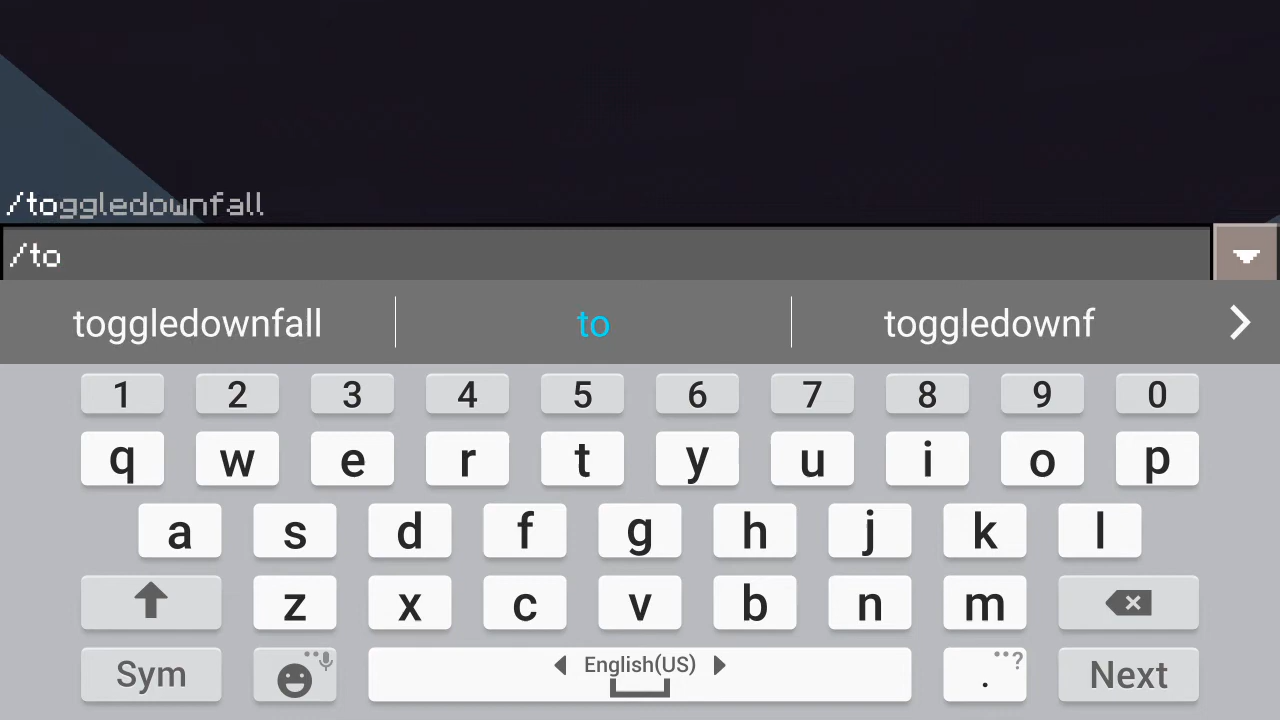 /toggledownfall
/to
toggledownfall to toggledownf
1 2 3 4 5 6 7 8 9 0
q w e r t y u i o p
a s d f g h j k l
z x c v b n m
Sym English(US) . ? Next